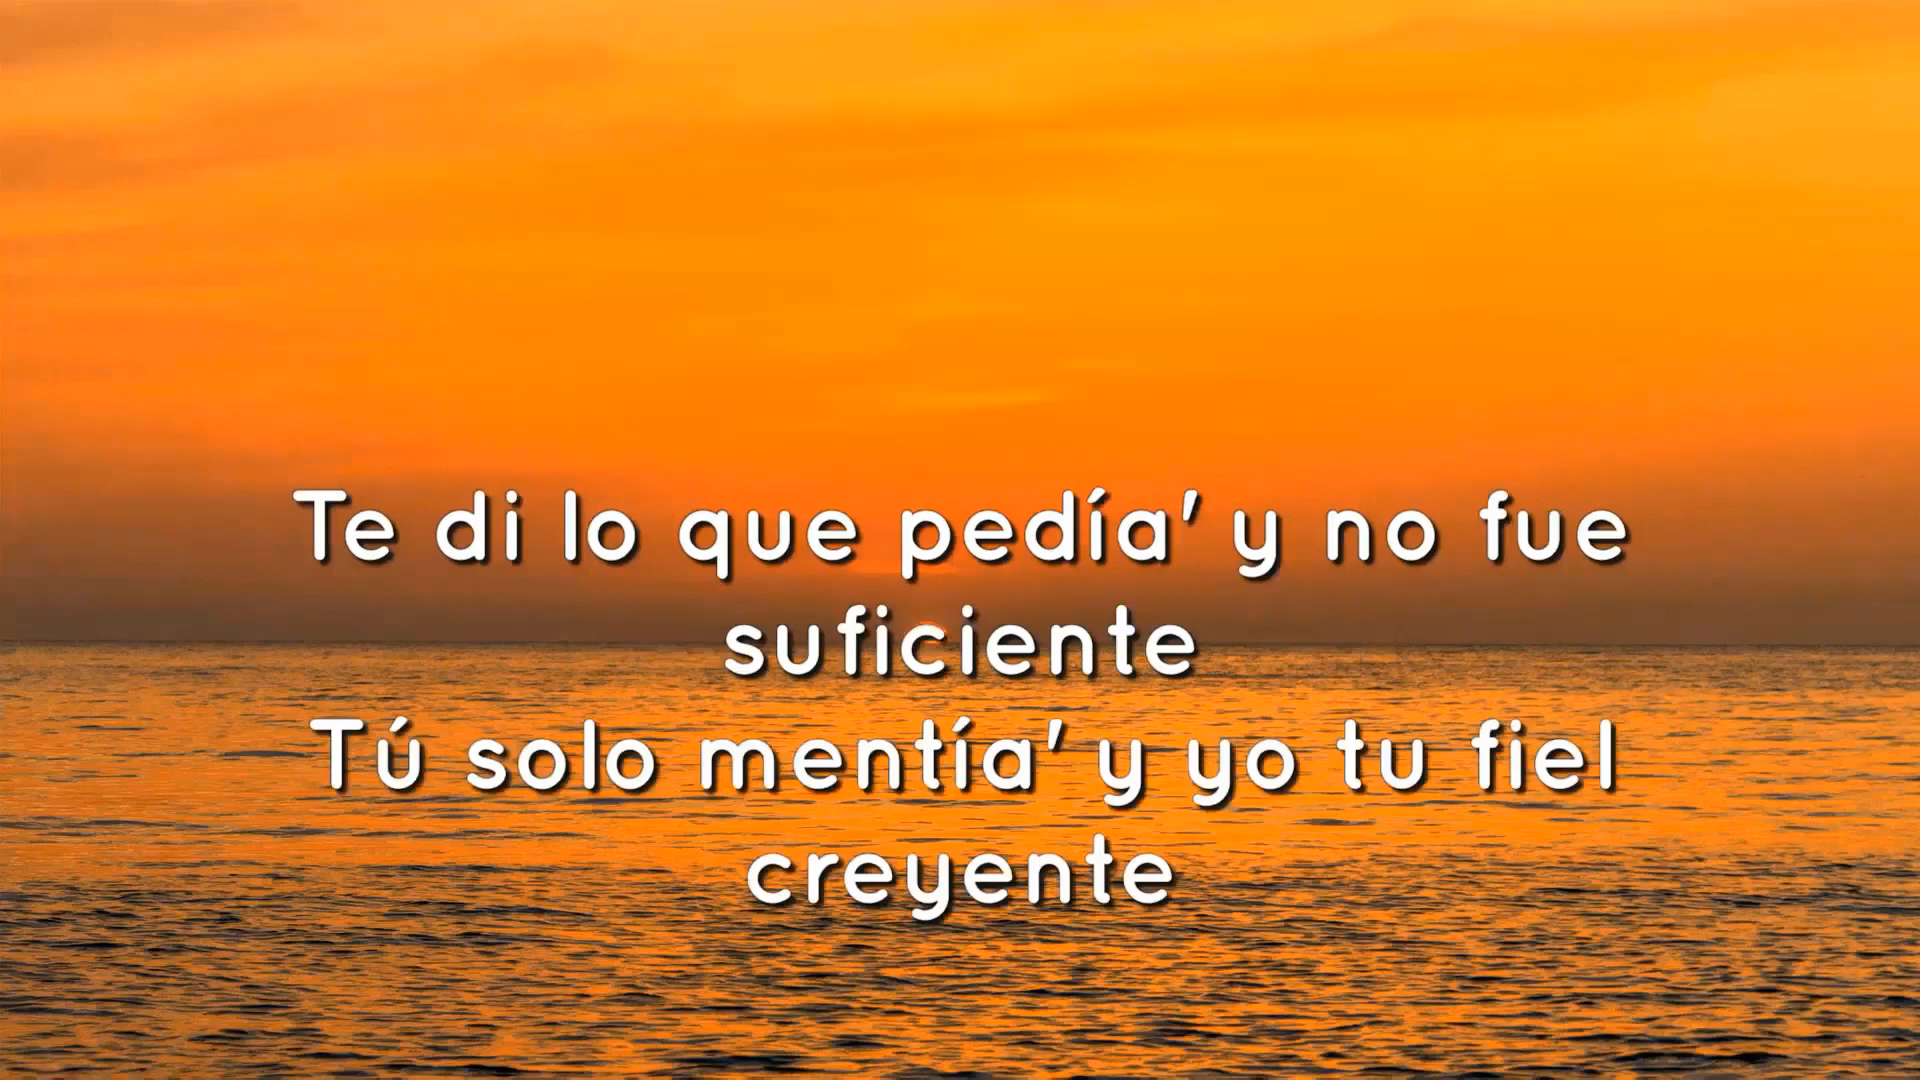 Te di lo que pedía' y no fue
suficiente
Tú solo mentía' y yo tu fiel
creyente